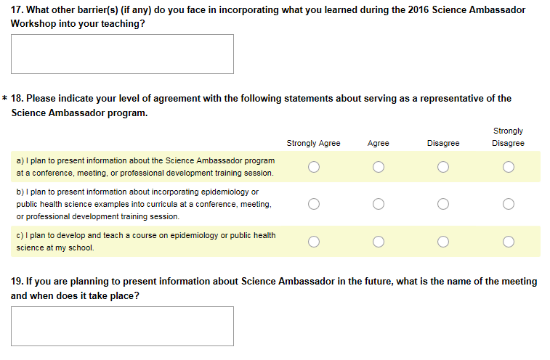 17. What other barrier(s) (if any) do you face in incorporating what you learned during the 2016 Science Ambassador
Workshop into your teaching?
* 18. Please indicate your level of agreement with the following statements about serving as a representative of the
Science Ambassador program.
Strongly Agree Agree Disagree Strongly
Disagree
a) I plan to present information about the Science Ambassador program
at a conference, meeting, or professional development training session.
b) I plan to present information about incorporating epidemiology or
public health science examples into curricula at a conference, meeting,
or professional development training session.
c) I plan to develop and teach a course on epidemiology or public health
science at my school.
19. If you are planning to present information about Science Ambassador in the future, what is the name of the meeting
and when does it take place?